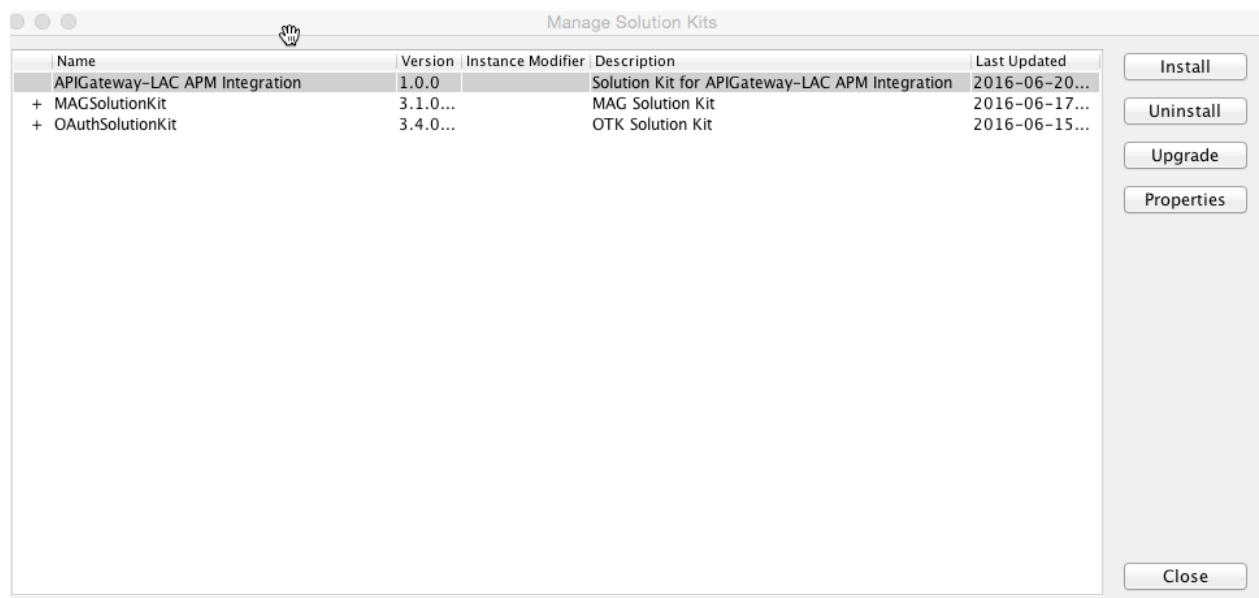 Manage Solution Kits
Name Version Instance Modifier Description Last Updated
APIGateway-LAC APM Integration 1.0.0 Solution Kit for APIGateway-LAC APM Integration 2016-06-20...
+ MAGSolutionKit 3.1.0... MAG Solution Kit 2016-06-17...
+ OAuthSolutionKit 3.4.0... OTK Solution Kit 2016-06-15...
Install
Uninstall
Upgrade
Properties
Close